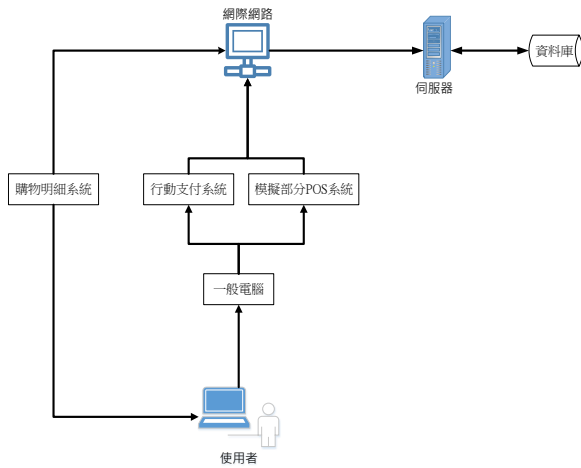 網際網路
資料庫
伺服器
購物明細系統
行動支付系統
模擬部分POS系統
一般電腦
使用者